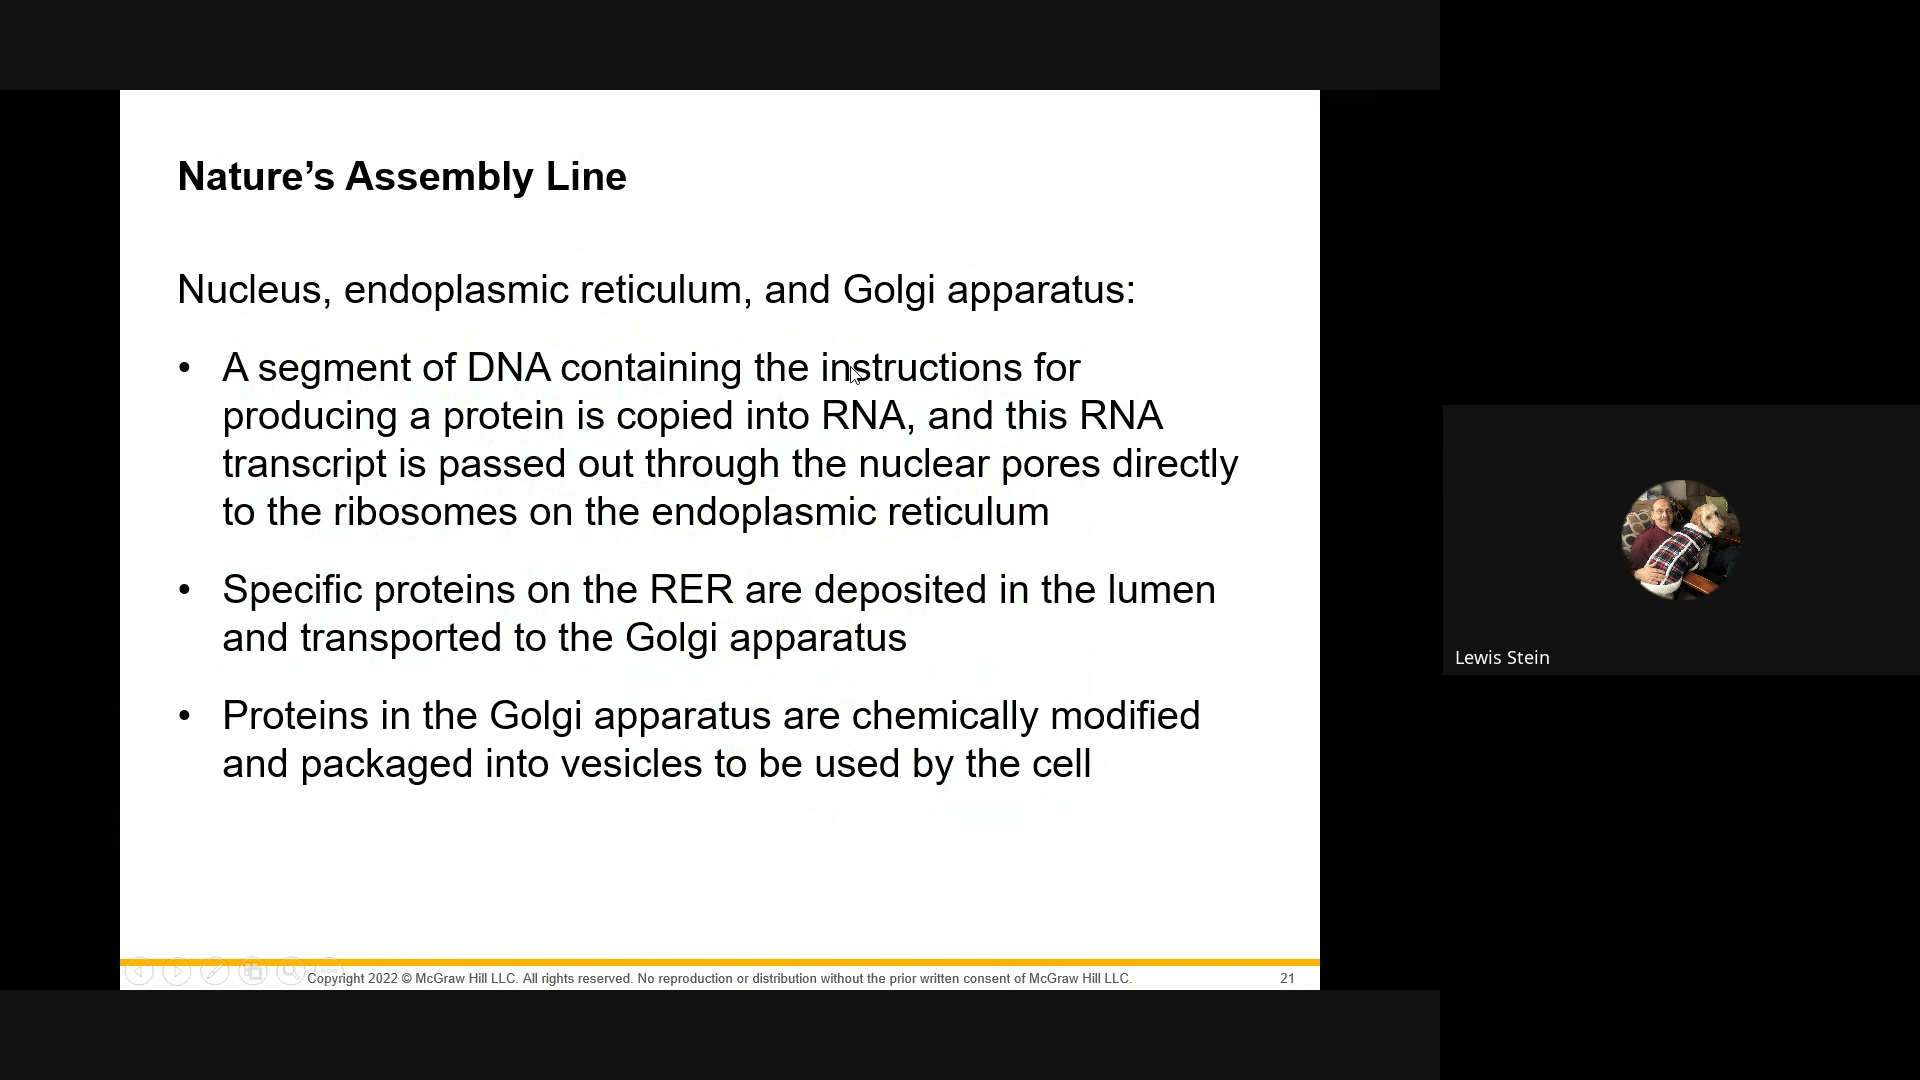 Nature’s Assembly Line
Nucleus, endoplasmic reticulum, and Golgi apparatus:
• A segment of DNA containing the instructions for
producing a protein is copied into RNA, and this RNA
transcript is passed out through the nuclear pores directly
to the ribosomes on the endoplasmic reticulum
• Specific proteins on the RER are deposited in the lumen
and transported to the Golgi apparatus
• Proteins in the Golgi apparatus are chemically modified
and packaged into vesicles to be used by the cell
Copyright 2022 © McGraw Hill LLC. All rights reserved. No reproduction or distribution without the prior written consent of McGraw Hill LLC.
21
Lewis Stein